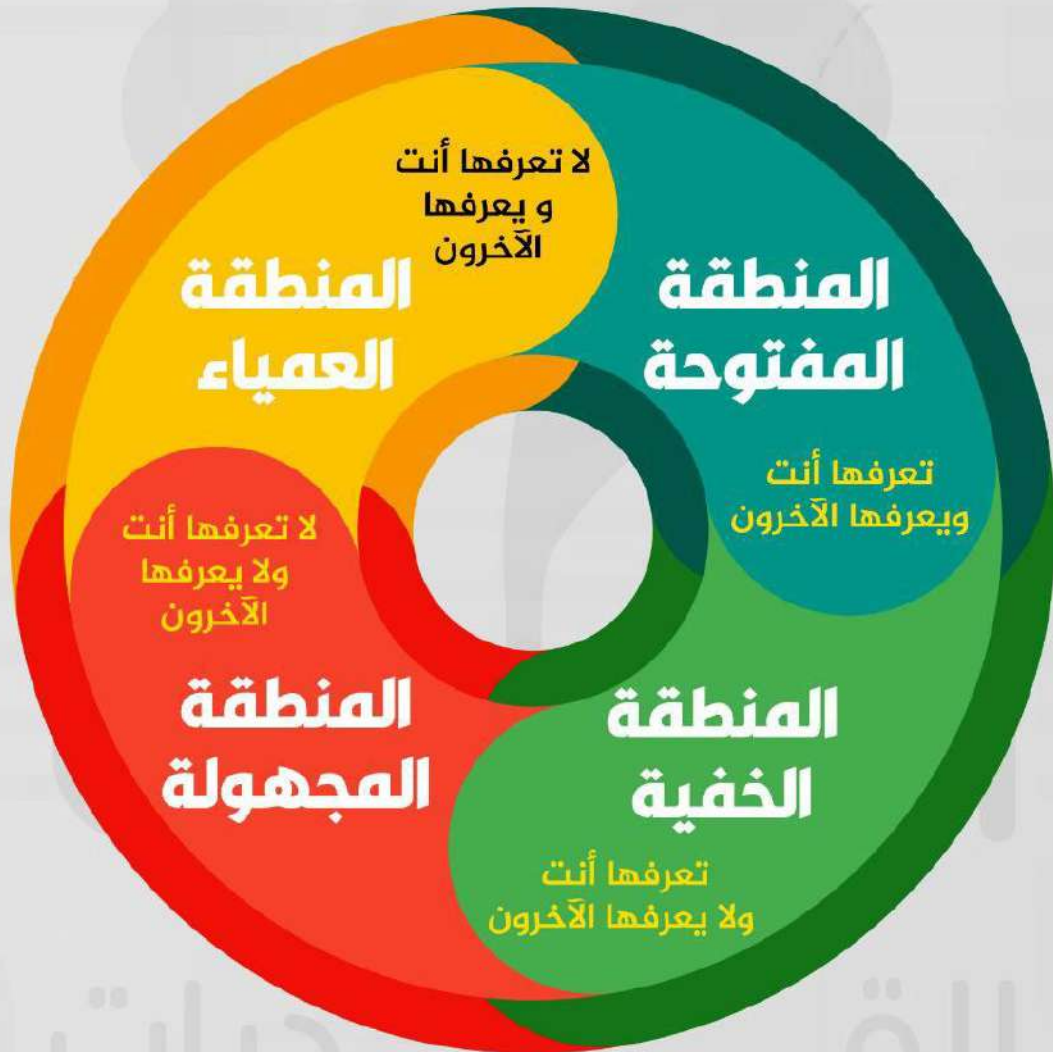 المنطقة
المفتوحة
تعرفها أنت
ويعرفها الآخرون
لا تعرفها أنت
و يعرفها
الآخرون
المنطقة
العمياء
المنطقة
الخفية
تعرفها أنت
ولا يعرفها الآخرون
لا تعرفها أنت
ولا يعرفها
الآخرون
المنطقة
المجهولة